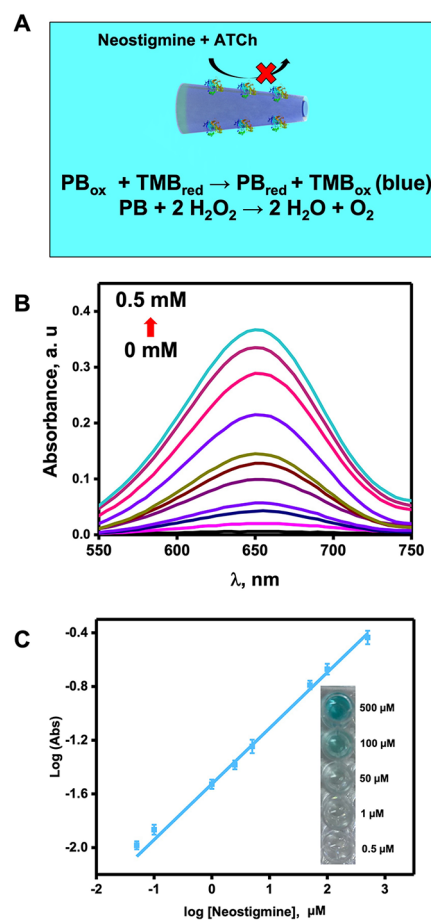 A
Neostigmine + ATCh
PBox + TMBred → PBred + TMBox (blue)
PB + 2 H2O2 → 2 H2O + O2
B
0.5 mM
0 mM
0.4
0.3
0.2
0.1
0.0
Absorbance, a. u
550 600 650 700 750
λ, nm
C
-0.4
-0.8
-1.2
-1.6
-2.0
Log (Abs)
500 µM
100 µM
50 µM
1 µM
0.5 µM
-2 -1 0 1 2 3
log [Neostigmine], µM